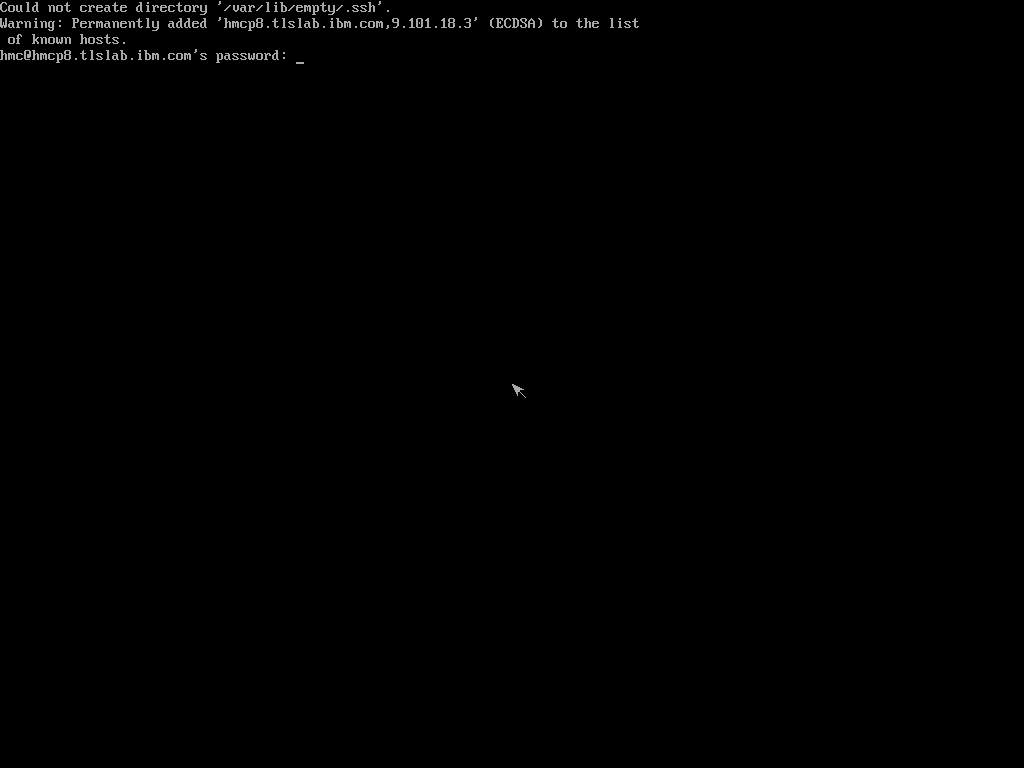 Could not create directory '/var/lib/empty/.ssh'.
Warning: Permanently added 'hmcp8.tlslab.ibm.com,9.101.18.3' (ECDSA) to the list
 of known hosts.
hmc@hmcp8.tlslab.ibm.com's password: _